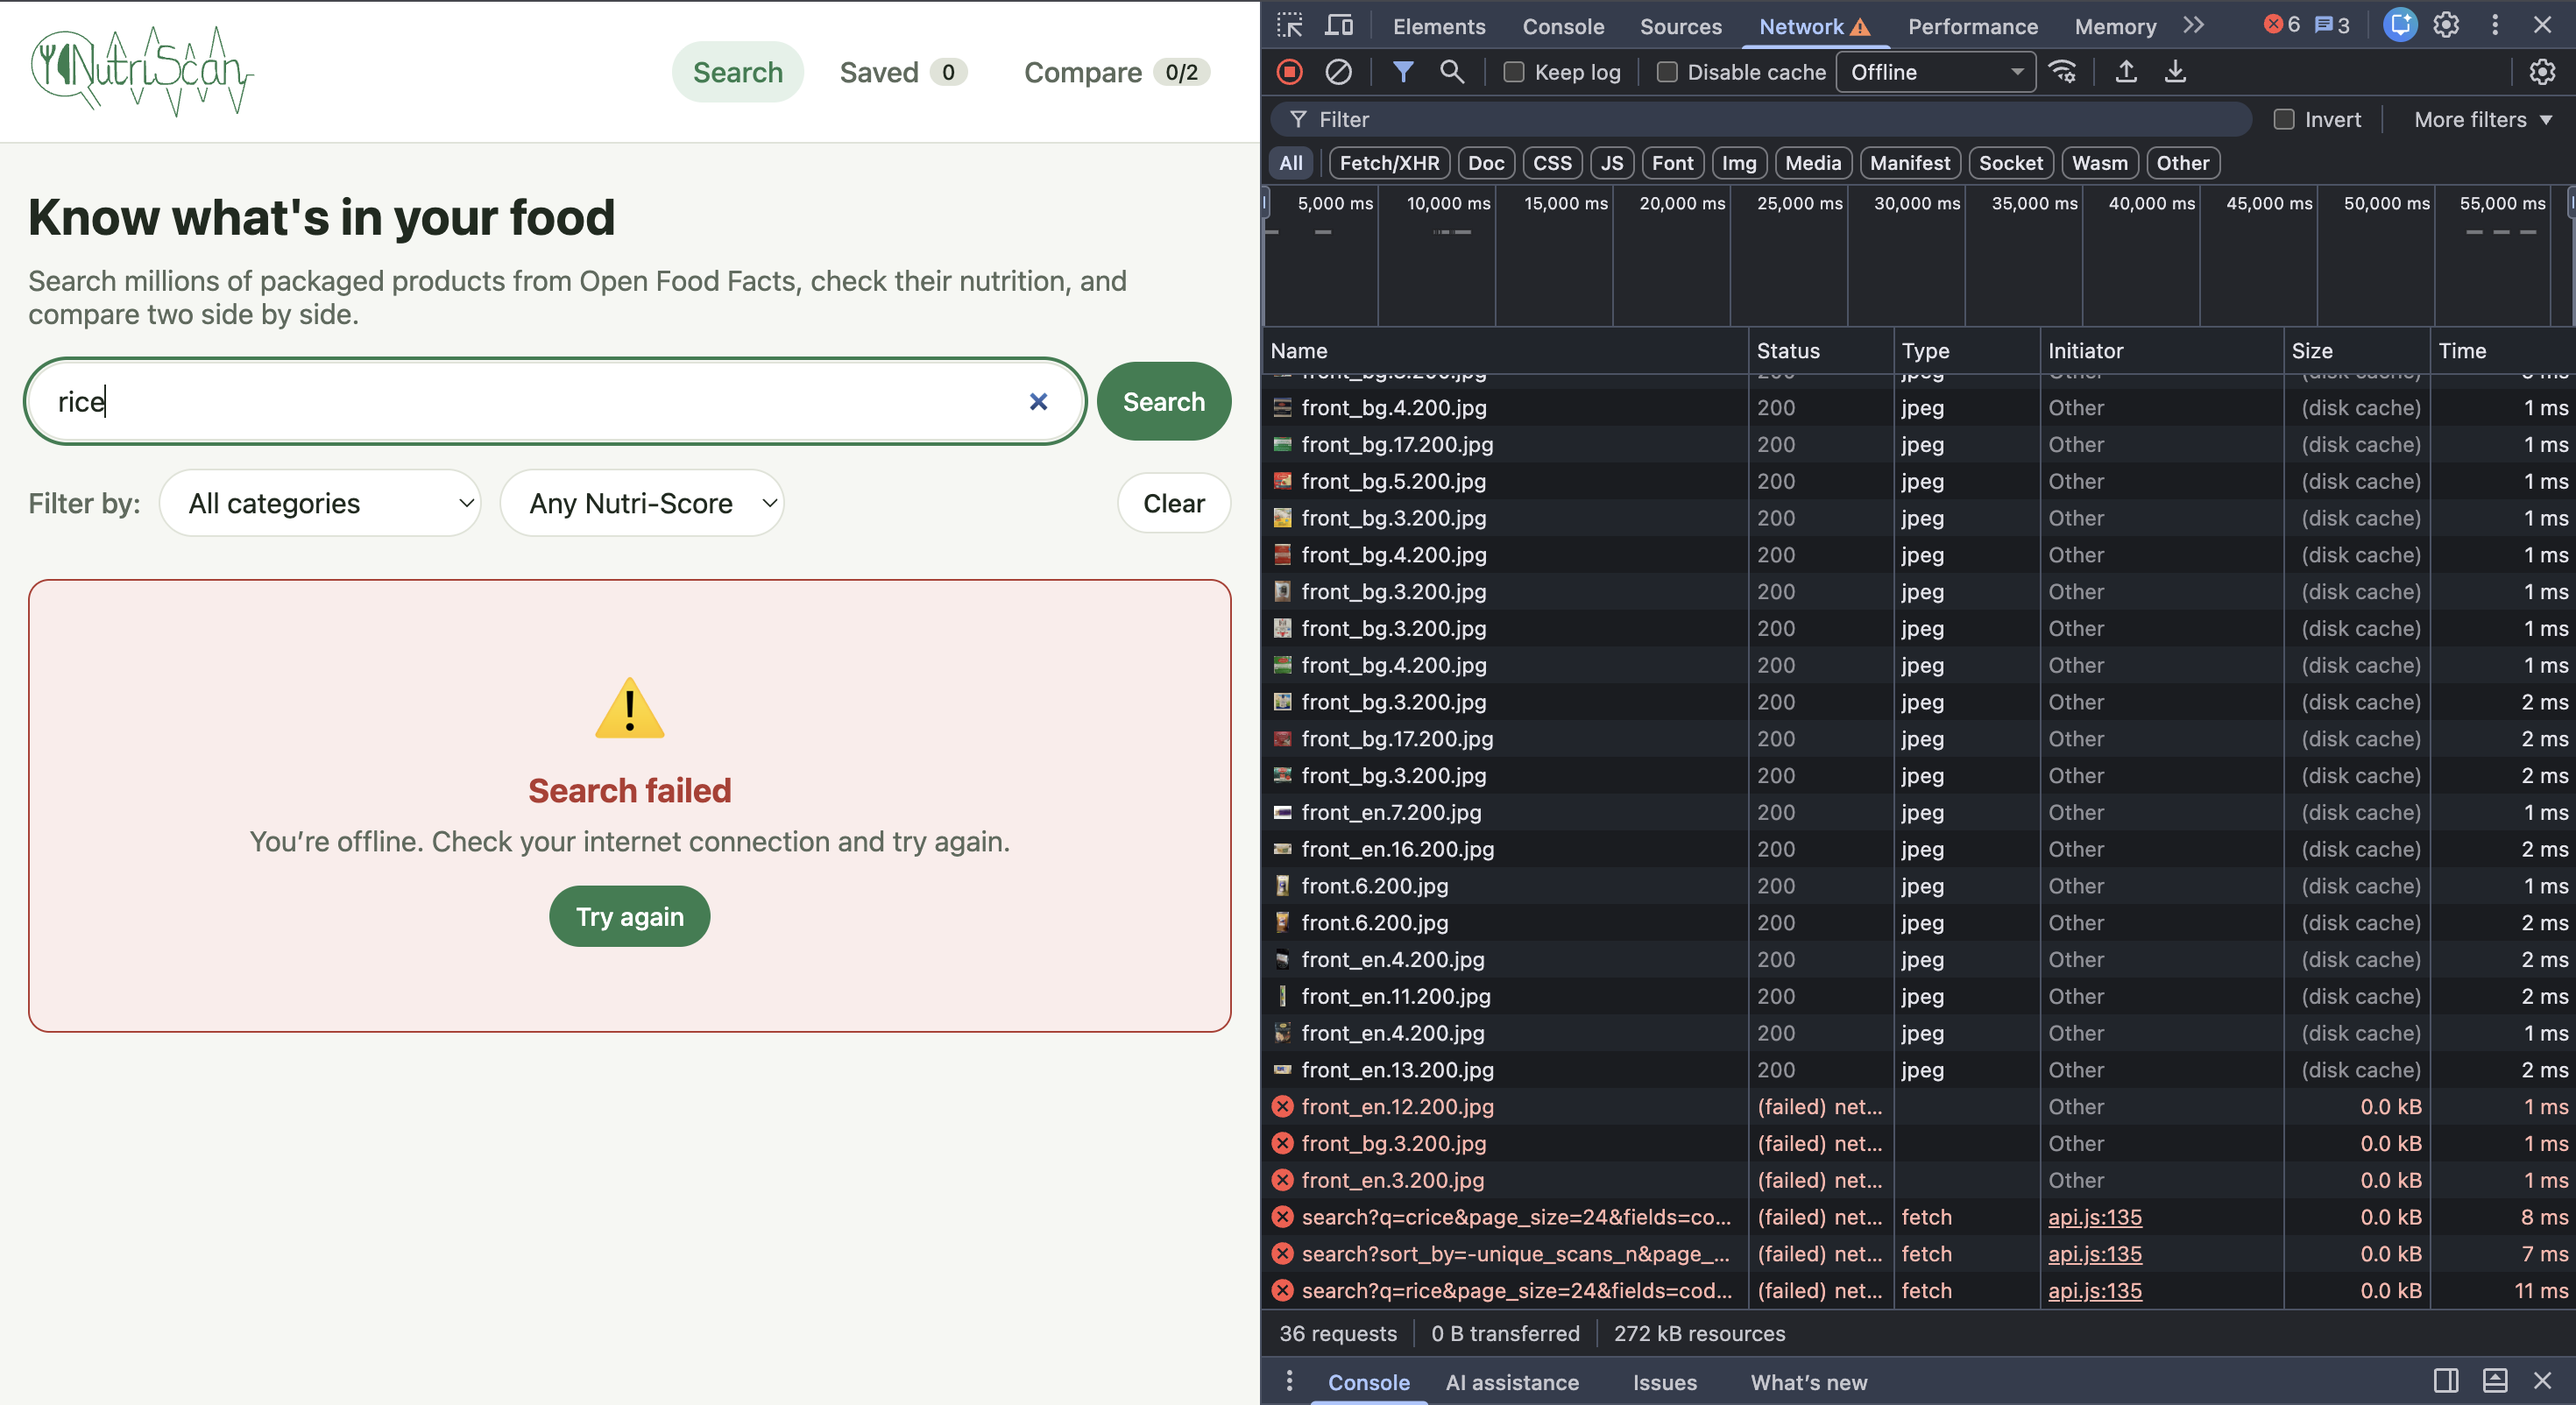 NutriScan
Search
Saved 0
Compare 0/2
Know what's in your food
Search millions of packaged products from Open Food Facts, check their nutrition, and
compare two side by side.
rice
Search
Filter by:
All categories
Any Nutri-Score
Clear
Search failed
You’re offline. Check your internet connection and try again.
Try again
Elements Console Sources Network Performance Memory 6 3
Keep log Disable cache Offline
Filter Invert More filters
All Fetch/XHR Doc CSS JS Font Img Media Manifest Socket Wasm Other
5,000 ms 10,000 ms 15,000 ms 20,000 ms 25,000 ms 30,000 ms 35,000 ms 40,000 ms 45,000 ms 50,000 ms 55,000 ms
Name Status Type Initiator Size Time
front_bg.4.200.jpg 200 jpeg Other (disk cache) 1 ms
front_bg.17.200.jpg 200 jpeg Other (disk cache) 1 ms
front_bg.5.200.jpg 200 jpeg Other (disk cache) 1 ms
front_bg.3.200.jpg 200 jpeg Other (disk cache) 1 ms
front_bg.4.200.jpg 200 jpeg Other (disk cache) 1 ms
front_bg.3.200.jpg 200 jpeg Other (disk cache) 1 ms
front_bg.3.200.jpg 200 jpeg Other (disk cache) 1 ms
front_bg.4.200.jpg 200 jpeg Other (disk cache) 1 ms
front_bg.3.200.jpg 200 jpeg Other (disk cache) 2 ms
front_bg.17.200.jpg 200 jpeg Other (disk cache) 2 ms
front_bg.3.200.jpg 200 jpeg Other (disk cache) 2 ms
front_en.7.200.jpg 200 jpeg Other (disk cache) 1 ms
front_en.16.200.jpg 200 jpeg Other (disk cache) 2 ms
front.6.200.jpg 200 jpeg Other (disk cache) 1 ms
front.6.200.jpg 200 jpeg Other (disk cache) 2 ms
front_en.4.200.jpg 200 jpeg Other (disk cache) 2 ms
front_en.11.200.jpg 200 jpeg Other (disk cache) 2 ms
front_en.4.200.jpg 200 jpeg Other (disk cache) 1 ms
front_en.13.200.jpg 200 jpeg Other (disk cache) 2 ms
front_en.12.200.jpg (failed) net... Other 0.0 kB 1 ms
front_bg.3.200.jpg (failed) net... Other 0.0 kB 1 ms
front_en.3.200.jpg (failed) net... Other 0.0 kB 1 ms
search?q=crice&page_size=24&fields=co... (failed) net... fetch api.js:135 0.0 kB 8 ms
search?sort_by=-unique_scans_n&page_... (failed) net... fetch api.js:135 0.0 kB 7 ms
search?q=rice&page_size=24&fields=cod... (failed) net... fetch api.js:135 0.0 kB 11 ms
36 requests 0 B transferred 272 kB resources
Console AI assistance Issues What’s new